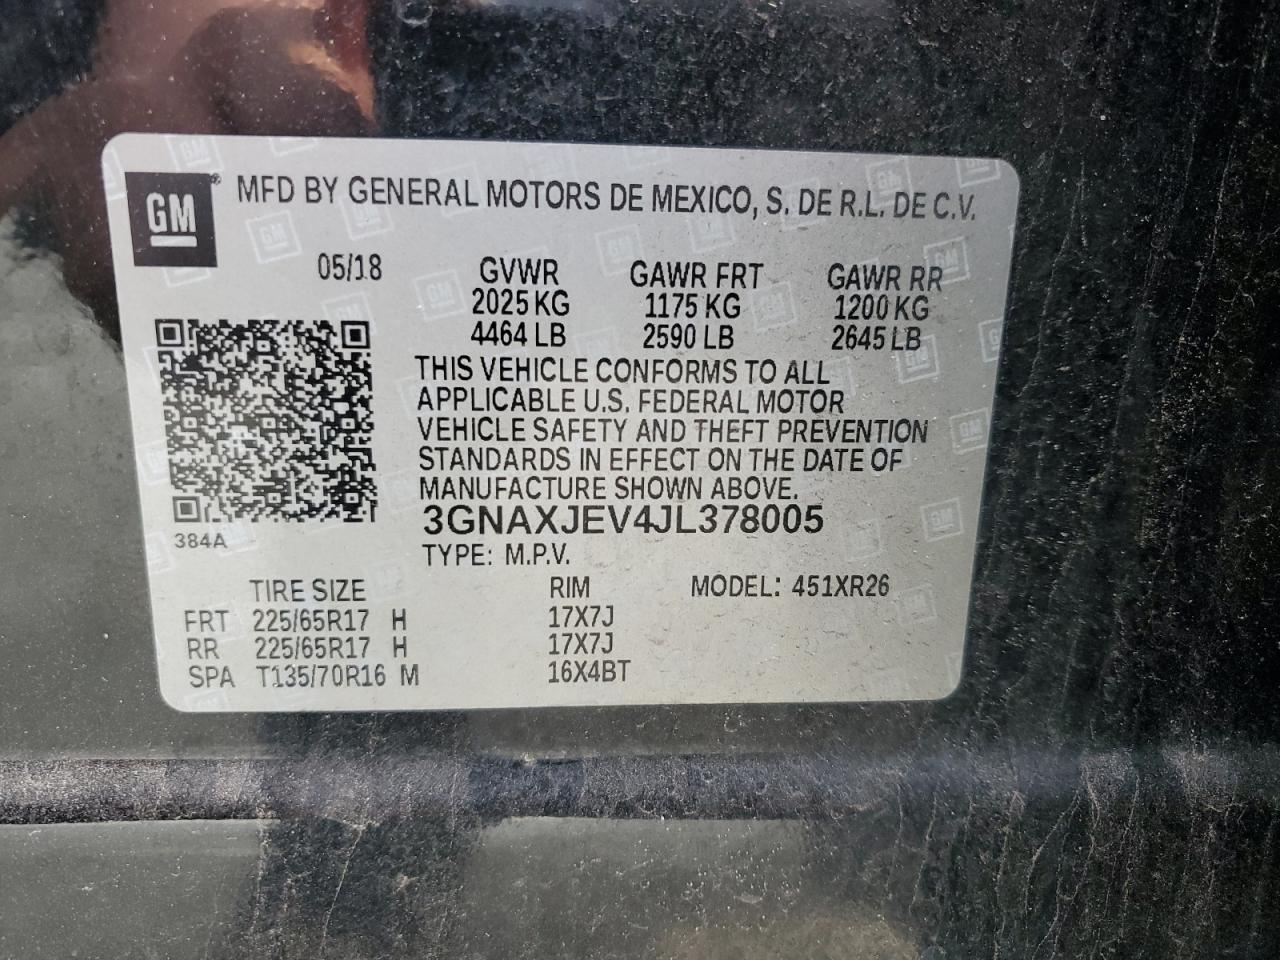 GM® MFD BY GENERAL MOTORS DE MEXICO, S. DE R.L. DE C.V.
05/18 GVWR GAWR FRT GAWR RR
2025 KG 1175 KG 1200 KG
4464 LB 2590 LB 2645 LB
THIS VEHICLE CONFORMS TO ALL
APPLICABLE U.S. FEDERAL MOTOR
VEHICLE SAFETY AND THEFT PREVENTION
STANDARDS IN EFFECT ON THE DATE OF
MANUFACTURE SHOWN ABOVE.
3GNAXJEV4JL378005
384A
TYPE: M.P.V.
TIRE SIZE RIM MODEL: 451XR26
FRT 225/65R17 H 17X7J
RR 225/65R17 H 17X7J
SPA T135/70R16 M 16X4BT